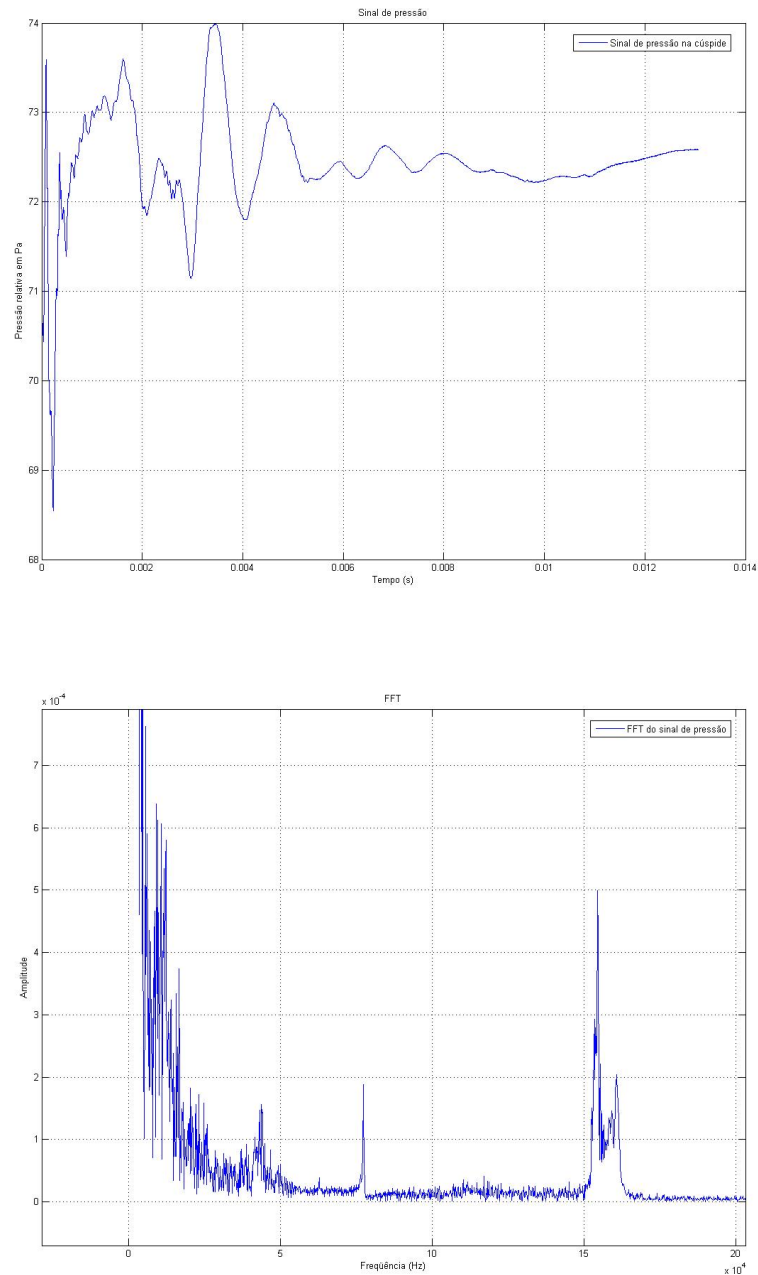 Sinal de pressão
Sinal de pressão na cúspide
Pressão relativa em Pa
74
73
72
71
70
69
68
0
0.002
0.004
0.006
0.008
0.01
0.012
0.014
Tempo (s)
x 10-4
FFT
FFT do sinal de pressão
Amplitude
7
6
5
4
3
2
1
0
0
5
10
15
20
Freqüência (Hz)
x 10 4